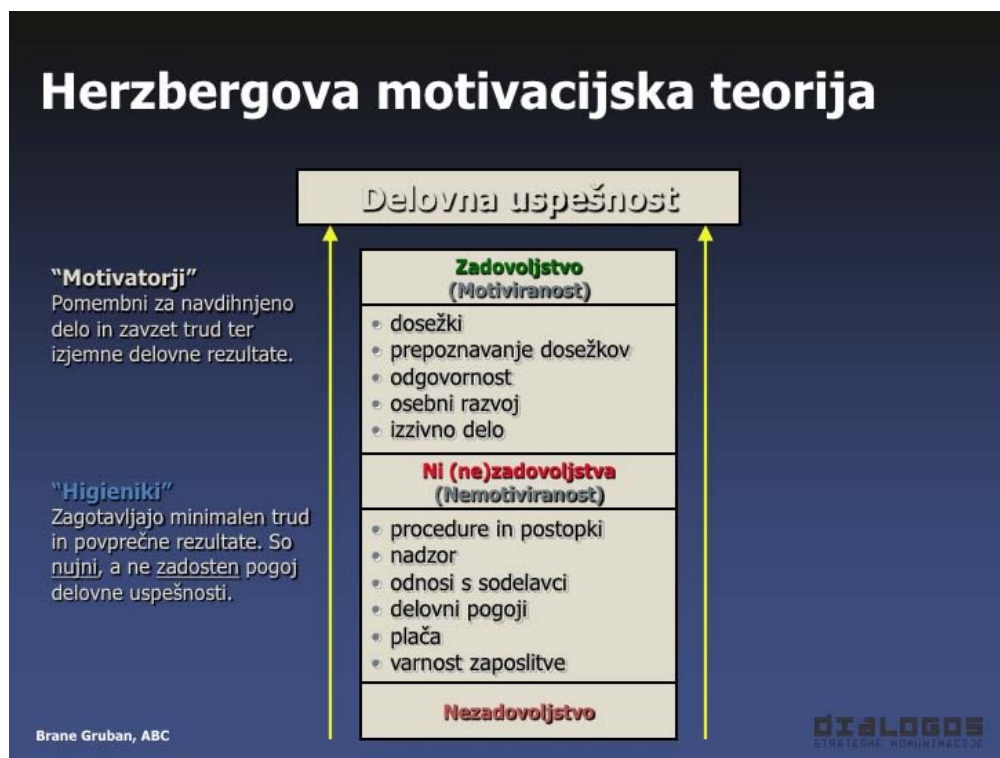 Herzbergova motivacijska teorija
Delovna uspešnost
"Motivatorji"
Pomembni za navdihnjeno
delo in zavzet trud ter
izjemne delovne rezultate.
Zadovoljstvo
(Motiviranost)
dosežki
prepoznavanje dosežkov
odgovornost
osebni razvoj
izzivno delo
"Higieniki"
Zagotavljajo minimalen trud
in povprečne rezultate. So
nujni, a ne zadosten pogoj
delovne uspešnosti.
Ni (ne)zadovoljstva
(Nemotiviranost)
procedure in postopki
nadzor
odnosi s sodelavci
delovni pogoji
plača
varnost zaposlitve
Nezadovoljstvo
Brane Gruban, ABC
DIALOGOS
STRATEŠKE KOMUNIKACIJE